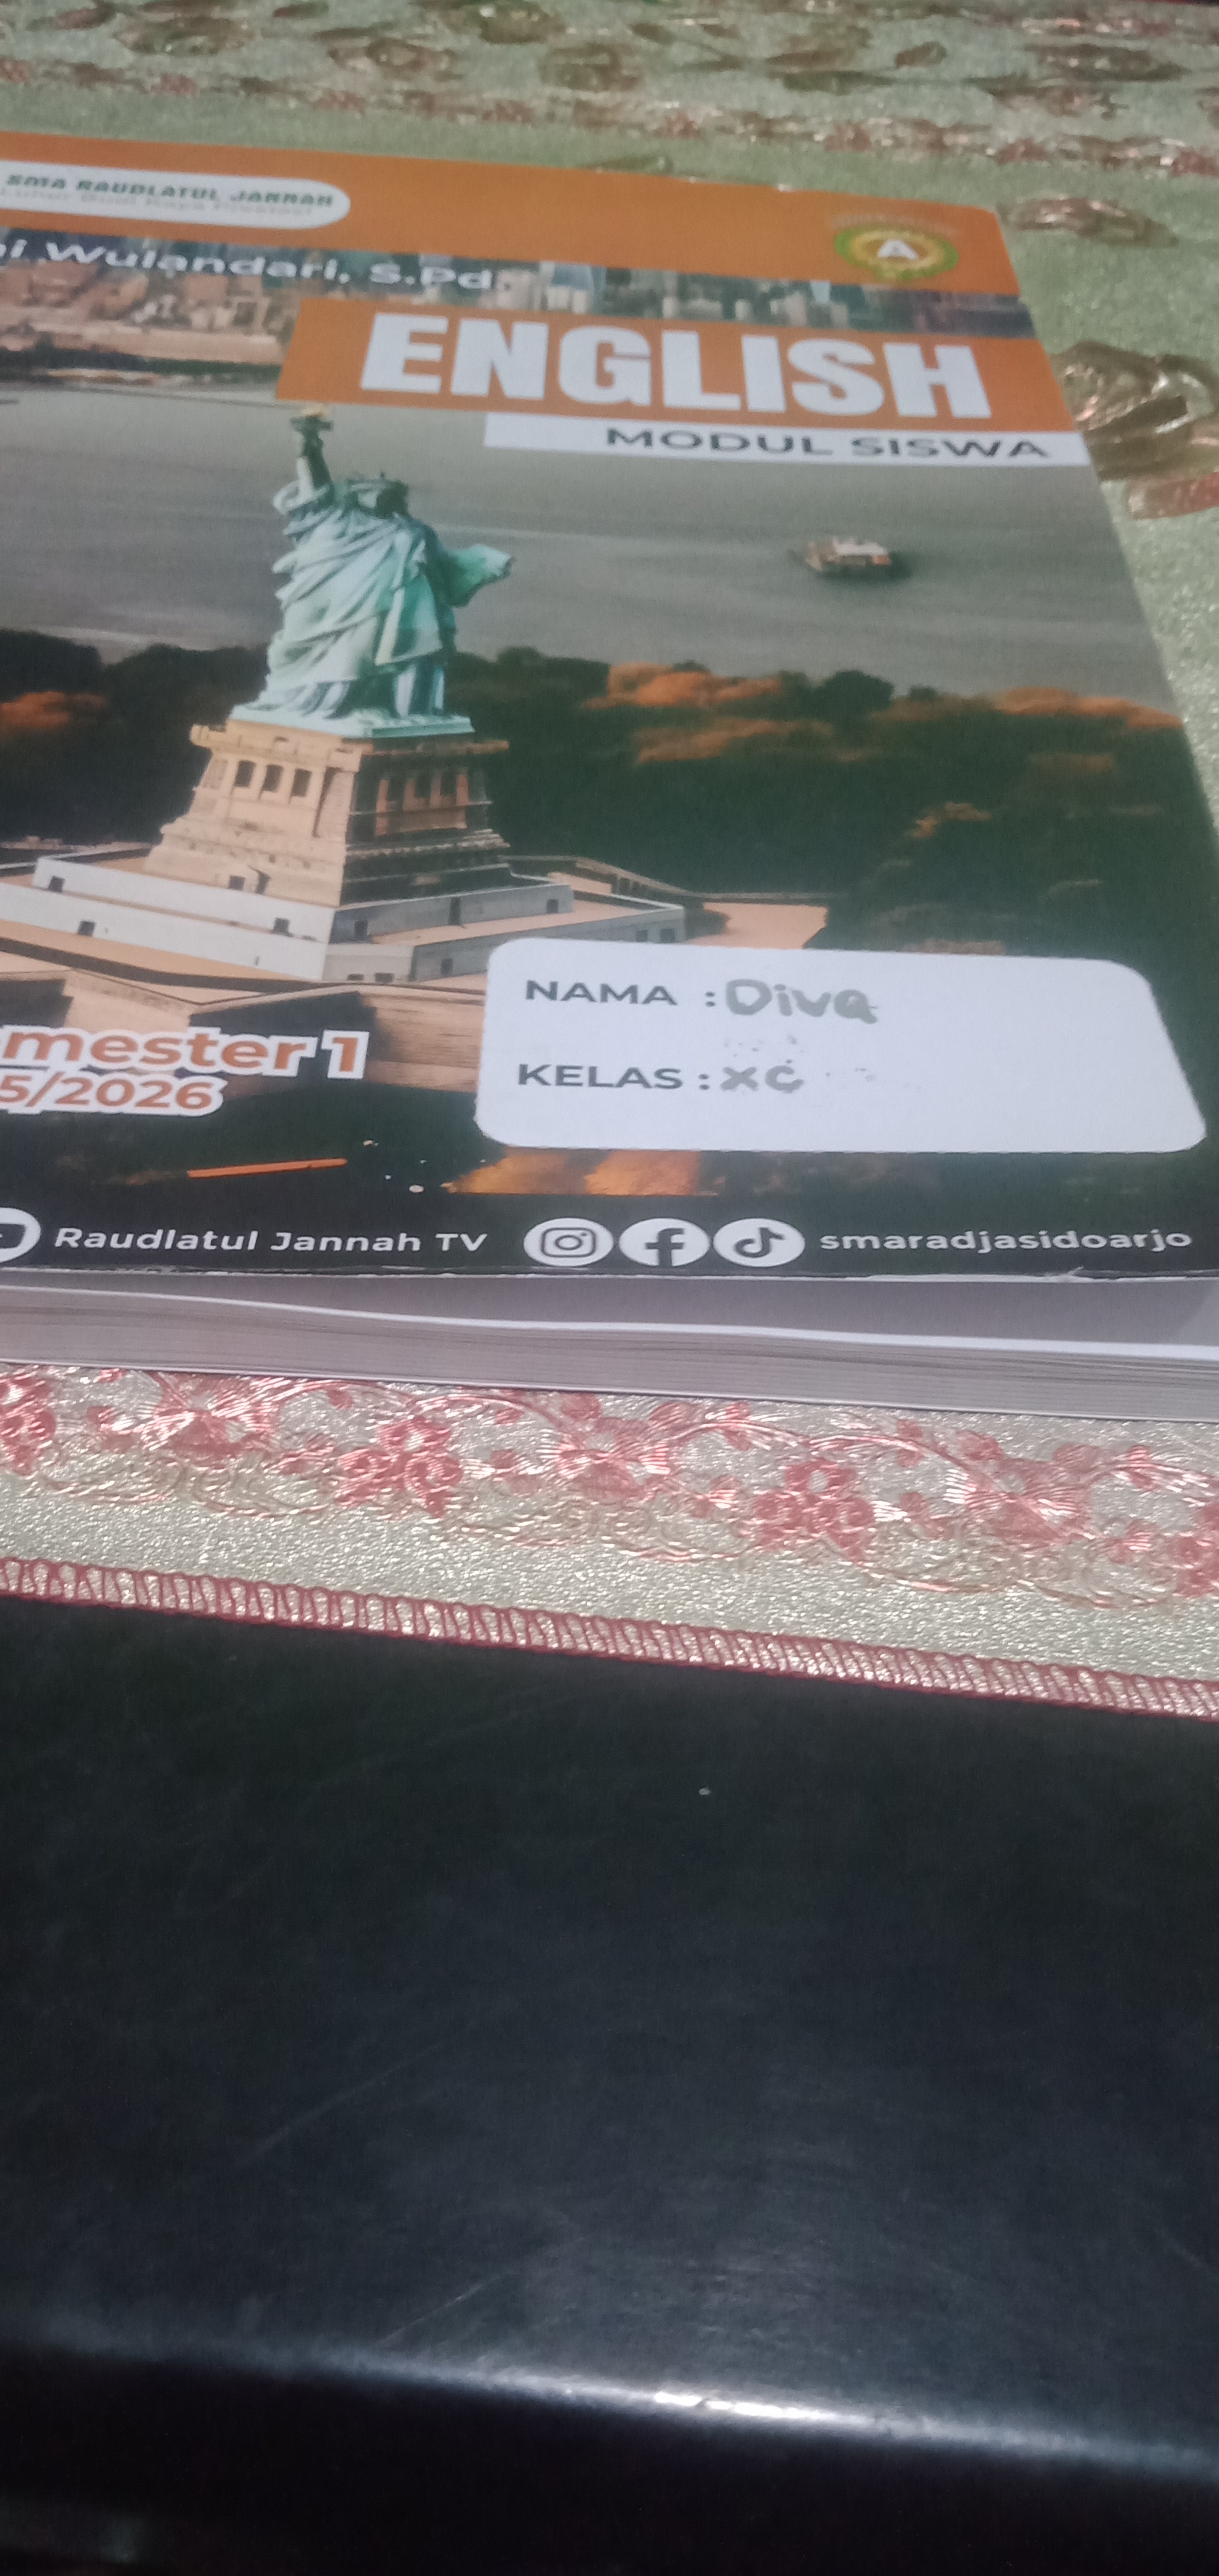 SMA RAUDLATUL JANNAH
i Wulandari, S.Pd
A
ENGLISH
MODUL SISWA
NAMA : Diva
KELAS : XC
mester 1
5/2026
Raudlatul Jannah TV
smaradjasidoarjo